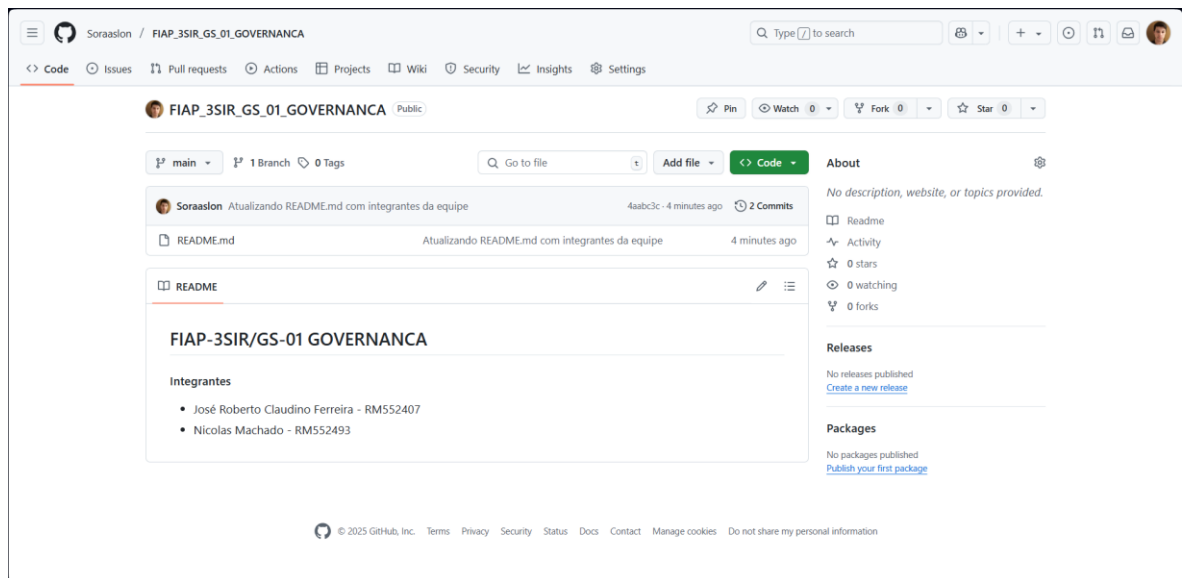 Soraaslon / FIAP_3SIR_GS_01_GOVERNANCA
Type / to search
Code Issues Pull requests Actions Projects Wiki Security Insights Settings
FIAP_3SIR_GS_01_GOVERNANCA Public
Pin Watch 0 Fork 0 Star 0
main 1 Branch 0 Tags
Go to file t
Add file
Code
Soraaslon Atualizando README.md com integrantes da equipe 4aabc3c · 4 minutes ago 2 Commits
README.md Atualizando README.md com integrantes da equipe 4 minutes ago
README
FIAP-3SIR/GS-01 GOVERNANCA
Integrantes
• José Roberto Claudino Ferreira - RM552407
• Nicolas Machado - RM552493
About
No description, website, or topics provided.
Readme
Activity
0 stars
0 watching
0 forks
Releases
No releases published
Create a new release
Packages
No packages published
Publish your first package
© 2025 GitHub, Inc. Terms Privacy Security Status Docs Contact Manage cookies Do not share my personal information